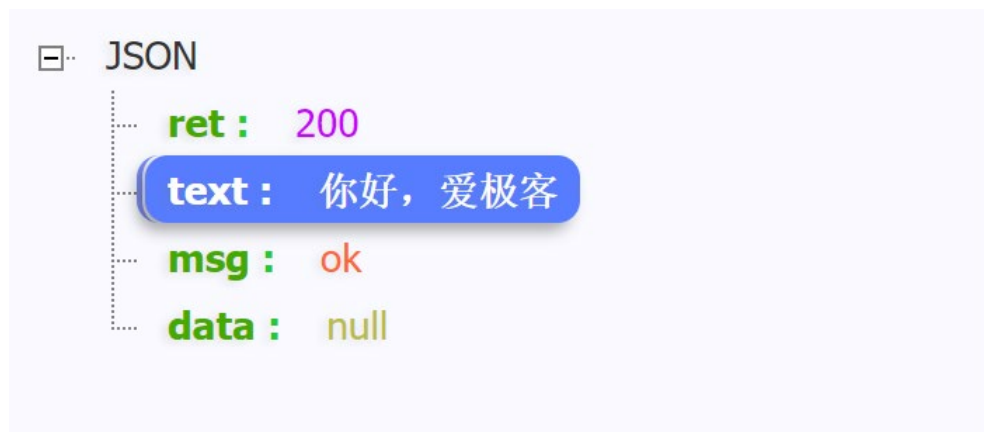 JSON
ret : 200
text : 你好，爱极客
msg : ok
data : null